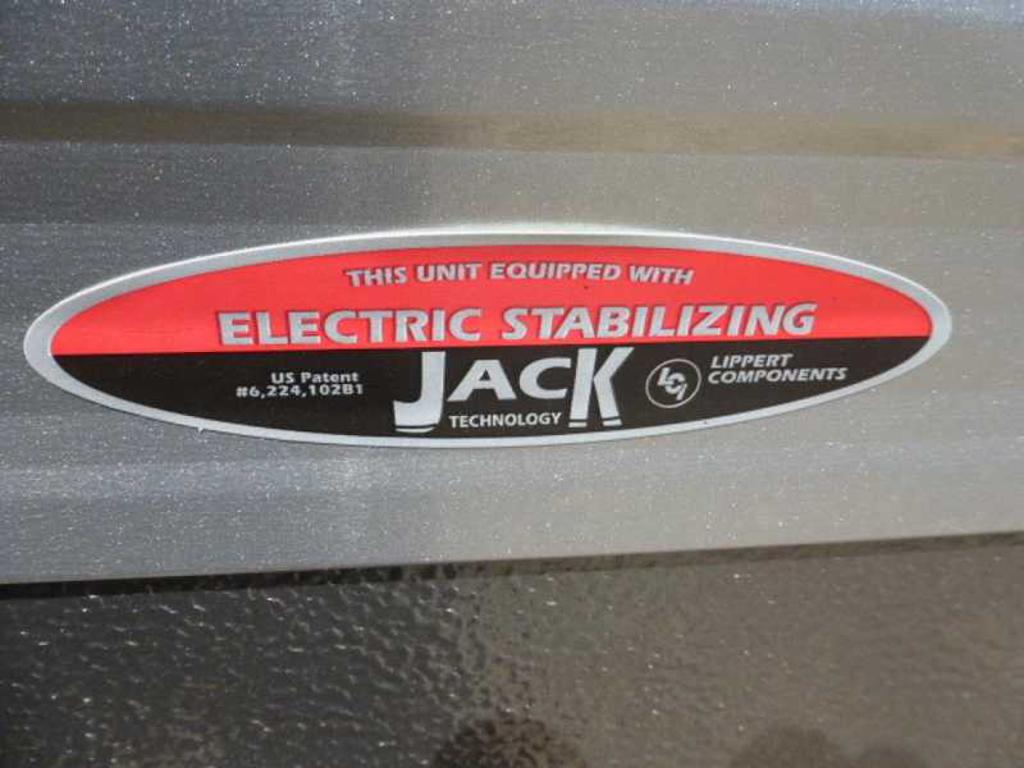 THIS UNIT EQUIPPED WITH
ELECTRIC STABILIZING
JACK
TECHNOLOGY
US Patent
#6,224,102B1
LCI
LIPPERT
COMPONENTS